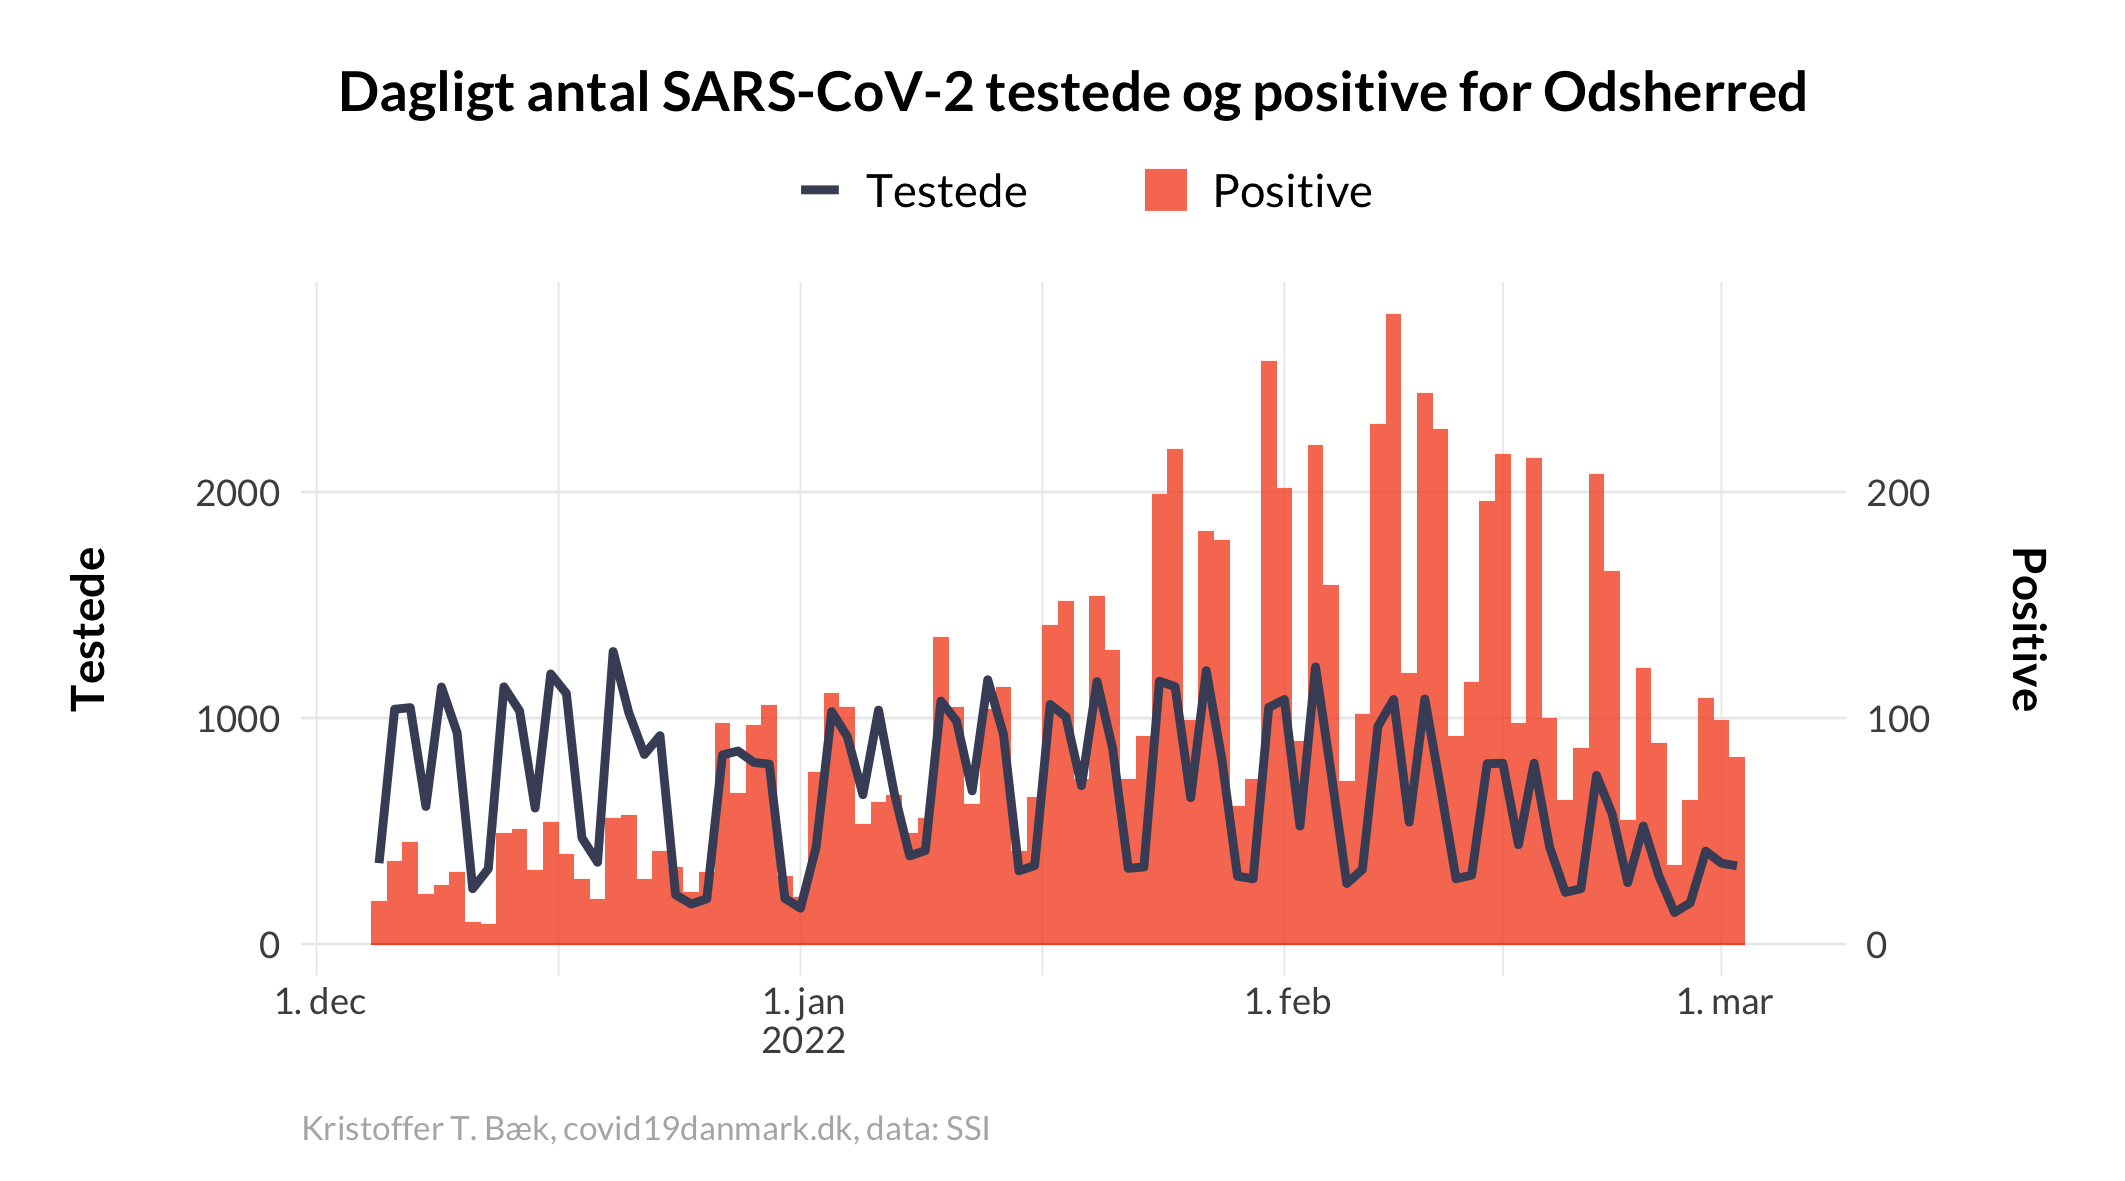 Dagligt antal SARS-CoV-2 testede og positive for Odsherred
Testede
Positive
2000
1000
0
Testede
200
100
0
Positive
1. dec
1. jan
2022
1. feb
1. mar
Kristoffer T. Bæk, covid19danmark.dk, data: SSI